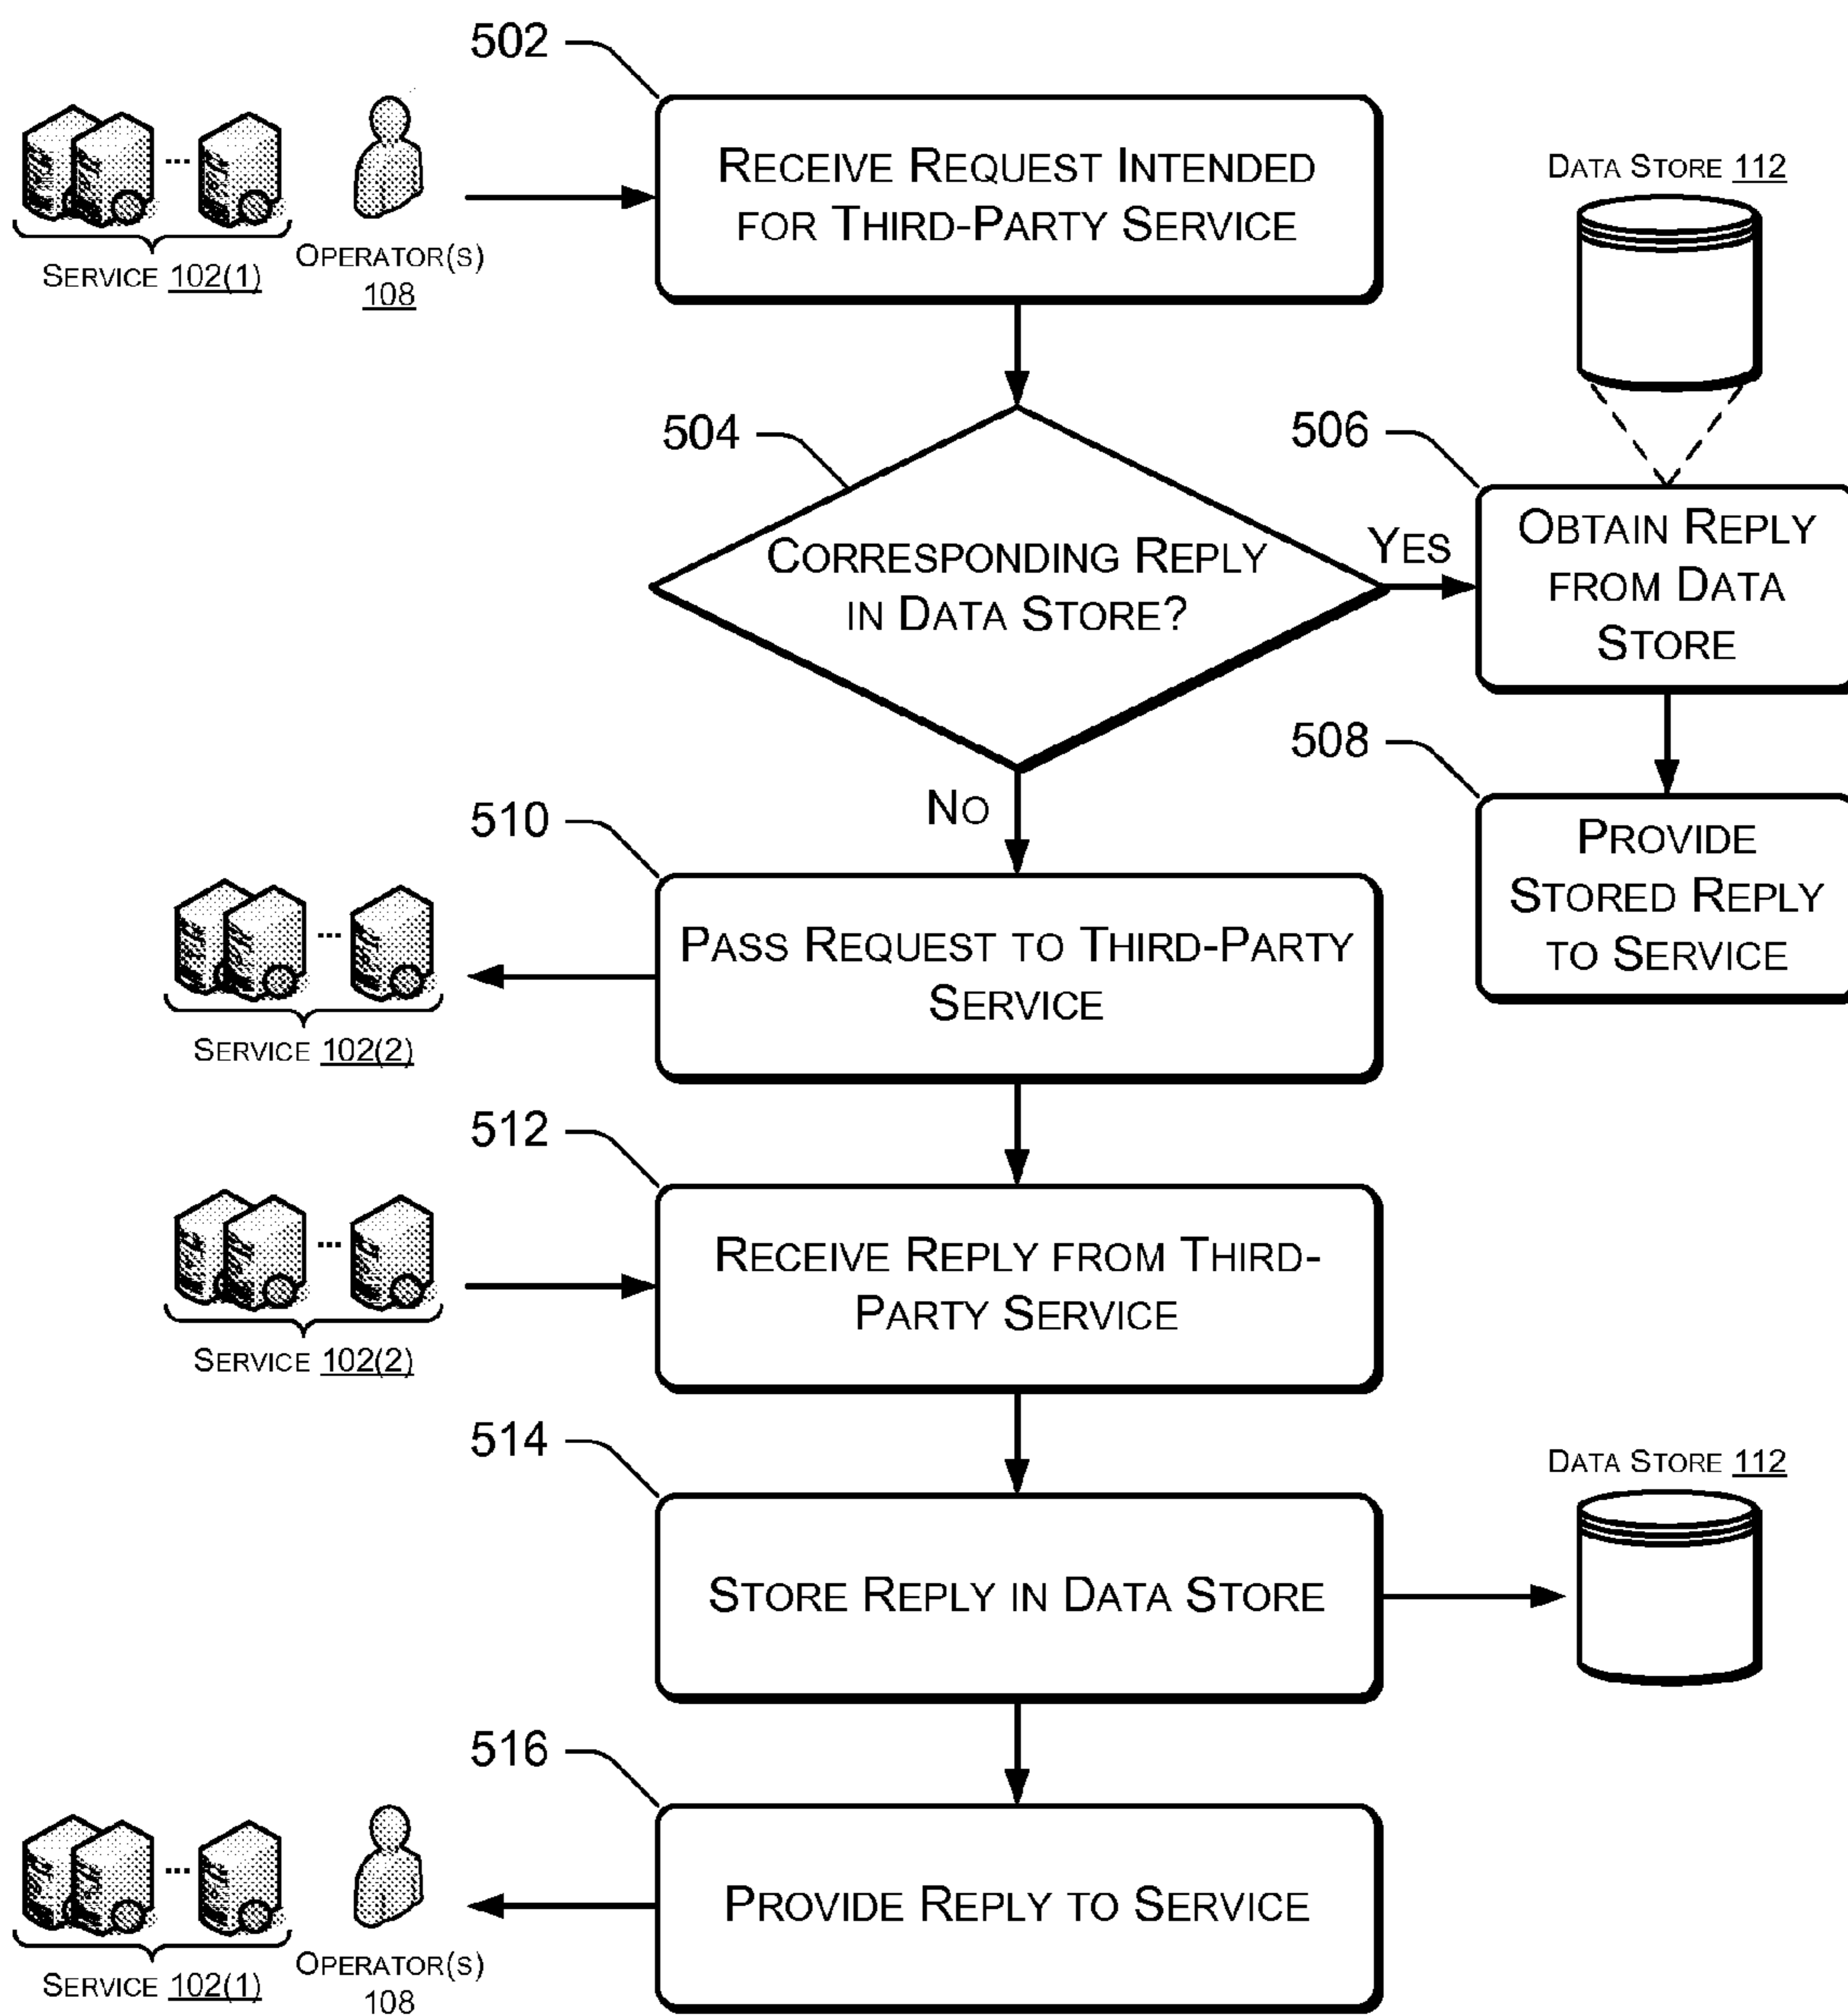 502
RECEIVE REQUEST INTENDED
FOR THIRD-PARTY SERVICE
SERVICE 102(1)
OPERATOR(S)
108
DATA STORE 112
504
CORRESPONDING REPLY
IN DATA STORE?
YES
506
OBTAIN REPLY
FROM DATA
STORE
508
PROVIDE
STORED REPLY
TO SERVICE
NO
510
PASS REQUEST TO THIRD-PARTY
SERVICE
SERVICE 102(2)
512
RECEIVE REPLY FROM THIRD-
PARTY SERVICE
SERVICE 102(2)
514
STORE REPLY IN DATA STORE
DATA STORE 112
516
PROVIDE REPLY TO SERVICE
SERVICE 102(1)
OPERATOR(S)
108